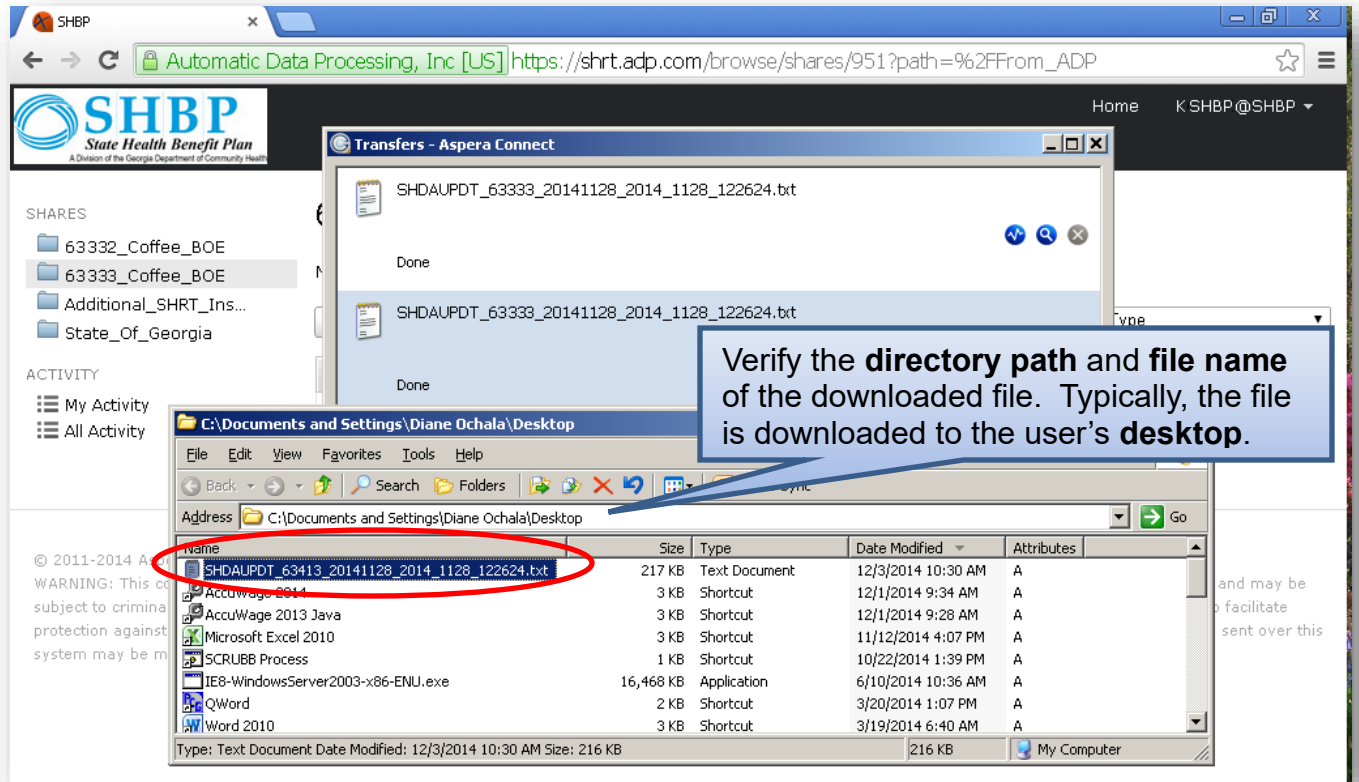 SHBP
Automatic Data Processing, Inc [US] https://shrt.adp.com/browse/shares/951?path=%2FFrom_ADP
SHBP
State Health Benefit Plan
A Division of the Georgia Department of Community Health
Home K SHBP@SHBP
Transfers - Aspera Connect
SHDAUPDT_63333_20141128_2014_1128_122624.txt
Done
SHDAUPDT_63333_20141128_2014_1128_122624.txt
Done
SHARES
63332_Coffee_BOE
63333_Coffee_BOE
Additional_SHRT_Ins...
State_Of_Georgia
Type
ACTIVITY
My Activity
All Activity
Verify the directory path and file name
of the downloaded file. Typically, the file
is downloaded to the user's desktop.
C:\Documents and Settings\Diane Ochala\Desktop
File Edit View Favorites Tools Help
Back Search Folders
Address C:\Documents and Settings\Diane Ochala\Desktop Go
Name Size Type Date Modified Attributes
SHDAUPDT_63413_20141128_2014_1128_122624.txt 217 KB Text Document 12/3/2014 10:30 AM A
AccuWage 2014 3 KB Shortcut 12/1/2014 9:34 AM A
AccuWage 2013 Java 3 KB Shortcut 12/1/2014 9:28 AM A
Microsoft Excel 2010 3 KB Shortcut 11/12/2014 4:07 PM A
SCRUBB Process 1 KB Shortcut 10/22/2014 1:39 PM A
IE8-WindowsServer2003-x86-ENU.exe 16,468 KB Application 6/10/2014 10:36 AM A
QWord 2 KB Shortcut 3/20/2014 1:07 PM A
Word 2010 3 KB Shortcut 3/19/2014 6:40 AM A
Type: Text Document Date Modified: 12/3/2014 10:30 AM Size: 216 KB 216 KB My Computer
© 2011-2014
WARNING: This and may be
subject to facilitate
protection against sent over this
system may be